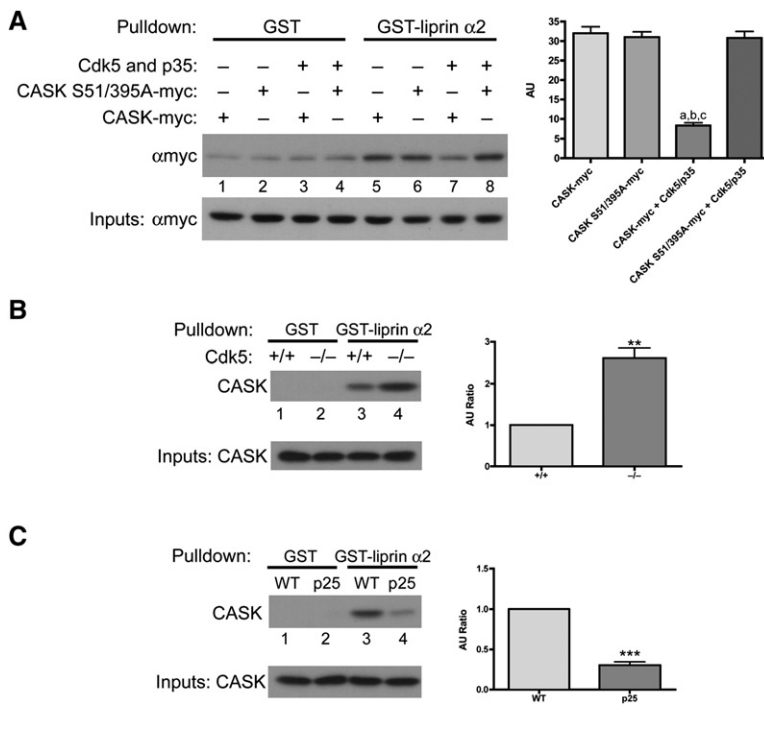 A
Pulldown: GST GST-liprin α2
Cdk5 and p35: – – + + – – + +
CASK S51/395A-myc: – + – + – + – +
CASK-myc: + – + – + – + –
αmyc
1 2 3 4 5 6 7 8
Inputs: αmyc
AU
35
30
25
20
15
10
5
0
a,b,c
CASK-myc
CASK S51/395A-myc
CASK-myc + Cdk5/p35
CASK S51/395A-myc + Cdk5/p35
B
Pulldown: GST GST-liprin α2
Cdk5: +/+ –/– +/+ –/–
CASK
1 2 3 4
Inputs: CASK
AU Ratio
3
2
1
0
**
+/+ –/–
C
Pulldown: GST GST-liprin α2
WT p25 WT p25
CASK
1 2 3 4
Inputs: CASK
AU Ratio
1.5
1.0
0.5
0.0
***
WT p25